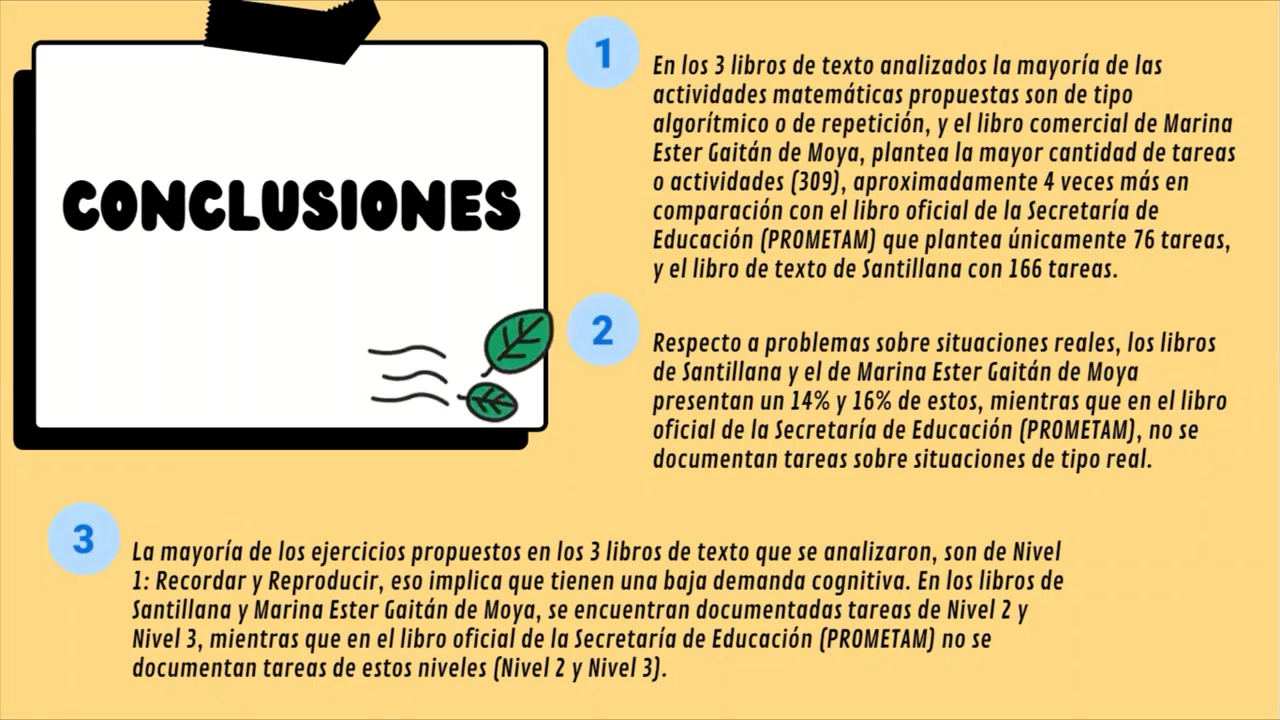 CONCLUSIONES
1
En los 3 libros de texto analizados la mayoría de las
actividades matemáticas propuestas son de tipo
algorítmico o de repetición, y el libro comercial de Marina
Ester Gaitán de Moya, plantea la mayor cantidad de tareas
o actividades (309), aproximadamente 4 veces más en
comparación con el libro oficial de la Secretaría de
Educación (PROMETAM) que plantea únicamente 76 tareas,
y el libro de texto de Santillana con 166 tareas.
2
Respecto a problemas sobre situaciones reales, los libros
de Santillana y el de Marina Ester Gaitán de Moya
presentan un 14% y 16% de estos, mientras que en el libro
oficial de la Secretaría de Educación (PROMETAM), no se
documentan tareas sobre situaciones de tipo real.
3
La mayoría de los ejercicios propuestos en los 3 libros de texto que se analizaron, son de Nivel
1: Recordar y Reproducir, eso implica que tienen una baja demanda cognitiva. En los libros de
Santillana y Marina Ester Gaitán de Moya, se encuentran documentadas tareas de Nivel 2 y
Nivel 3, mientras que en el libro oficial de la Secretaría de Educación (PROMETAM) no se
documentan tareas de estos niveles (Nivel 2 y Nivel 3).